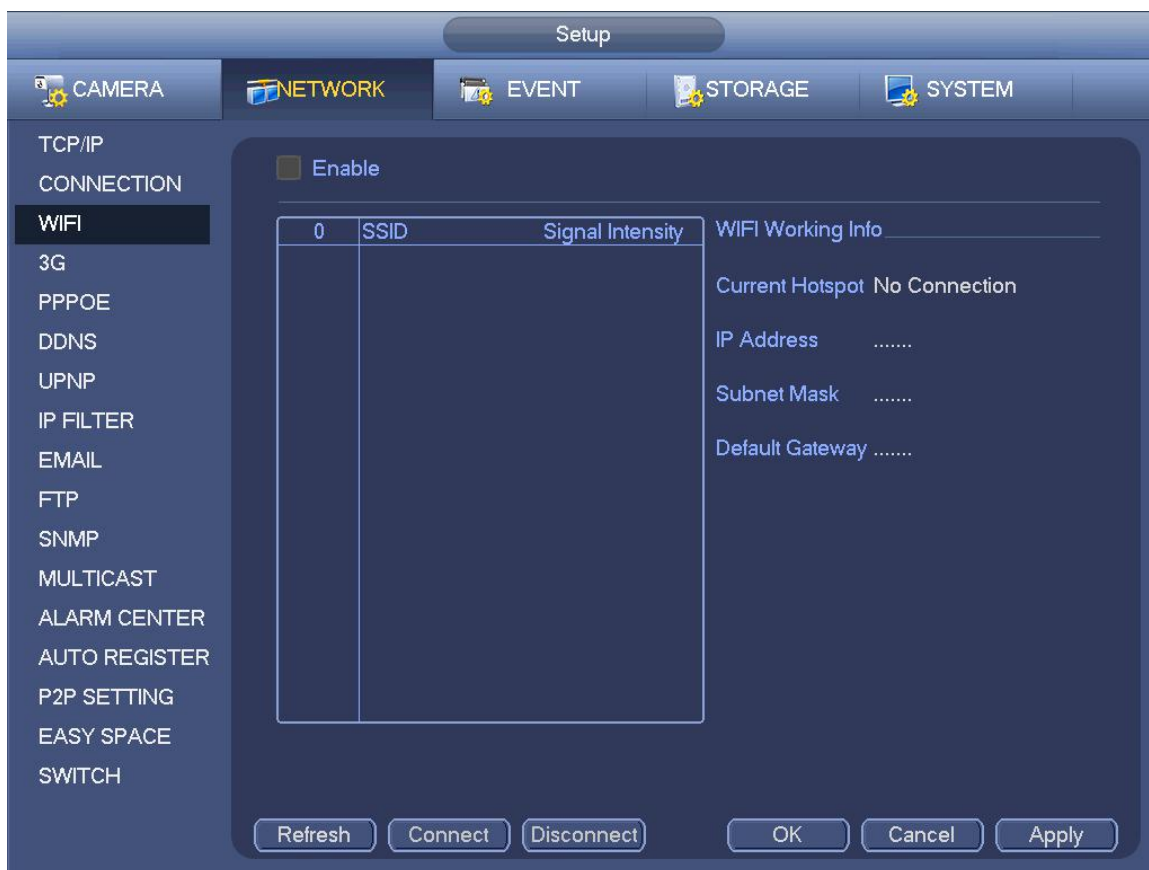 Setup
CAMERA NETWORK EVENT STORAGE SYSTEM
TCP/IP
CONNECTION
WIFI
3G
PPPOE
DDNS
UPNP
IP FILTER
EMAIL
FTP
SNMP
MULTICAST
ALARM CENTER
AUTO REGISTER
P2P SETTING
EASY SPACE
SWITCH
Enable
0 SSID Signal Intensity
WIFI Working Info
Current Hotspot No Connection
IP Address .......
Subnet Mask .......
Default Gateway .......
Refresh Connect Disconnect OK Cancel Apply